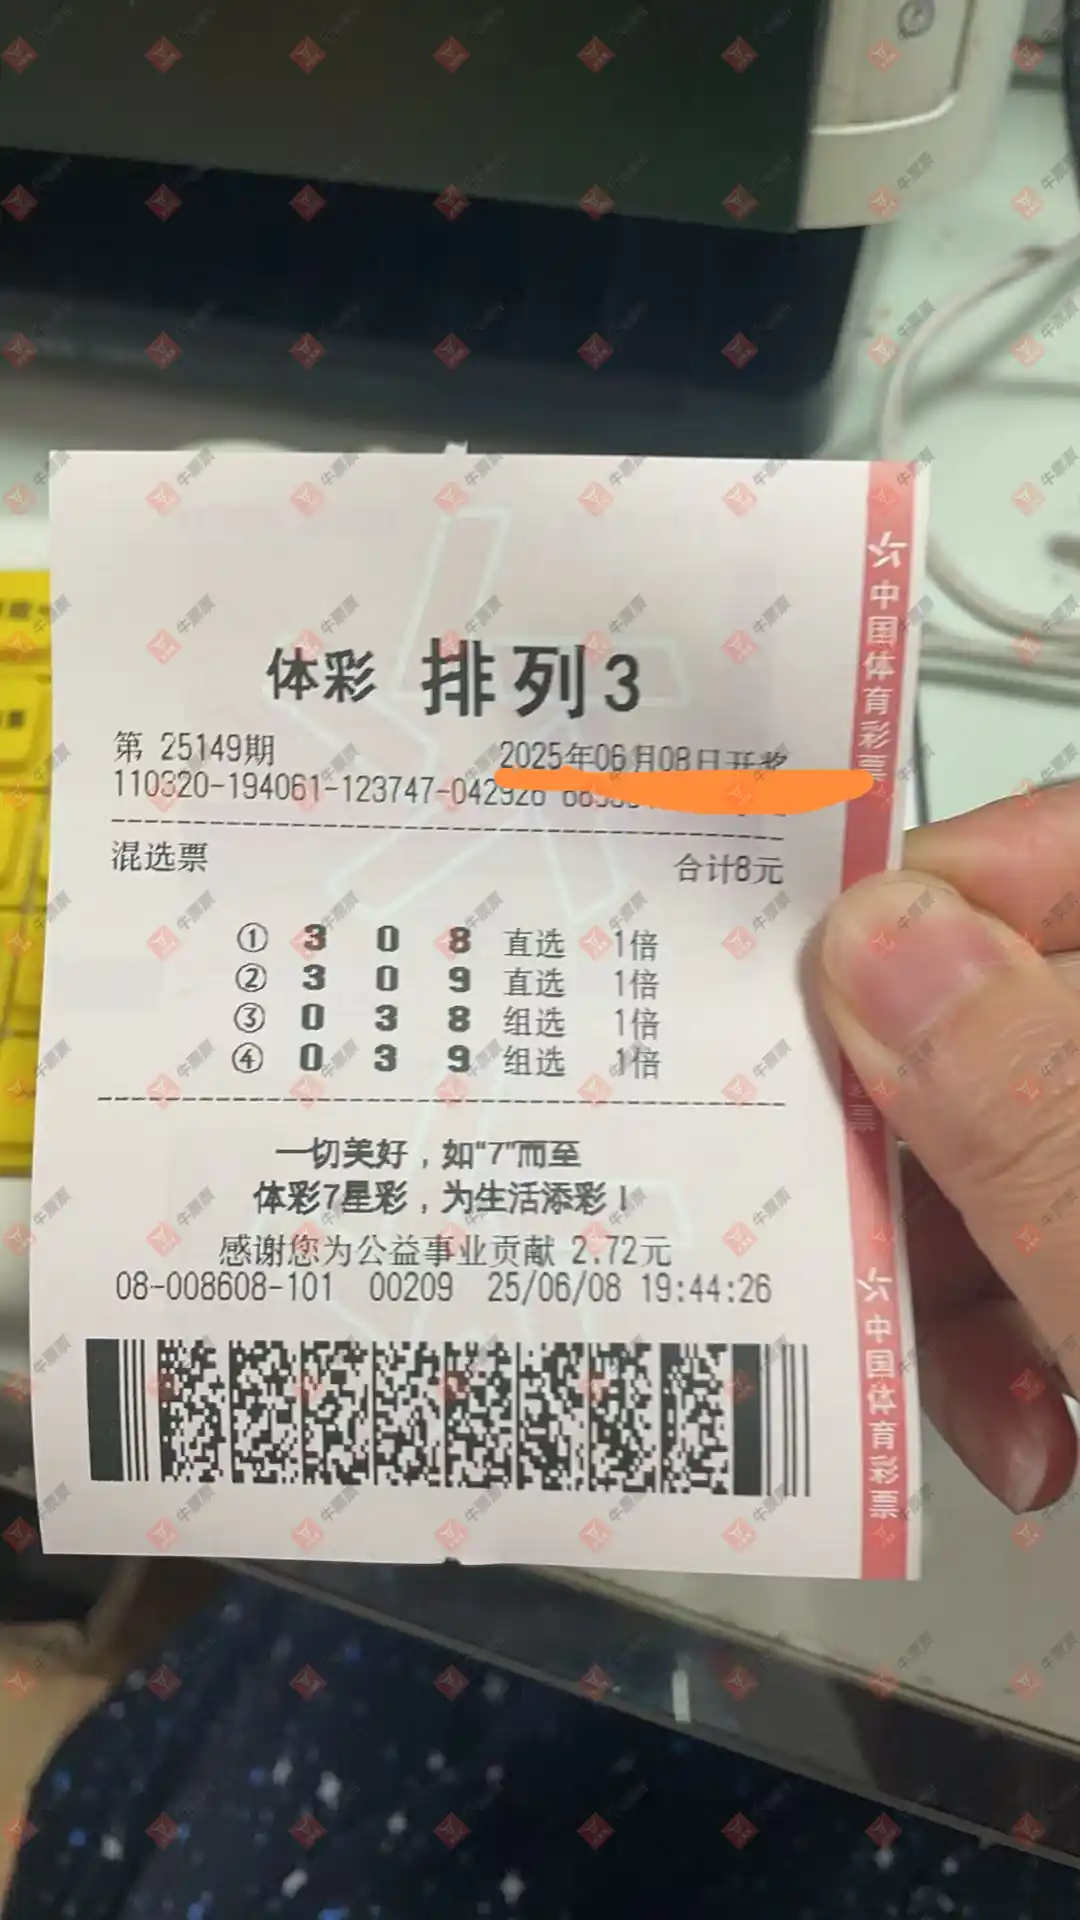 体彩 排列3
第 25149期 2025年06月08日开奖
110320-194061-123747-042926
混选票 合计8元
① 3 0 8 直选 1倍
② 3 0 9 直选 1倍
③ 0 3 8 组选 1倍
④ 0 3 9 组选 1倍
一切美好，如“7”而至
体彩7星彩，为生活添彩！
感谢您为公益事业贡献 2.72元
08-008608-101 00209 25/06/08 19:44:26
中国体育彩票
中国体育彩票
牛票票